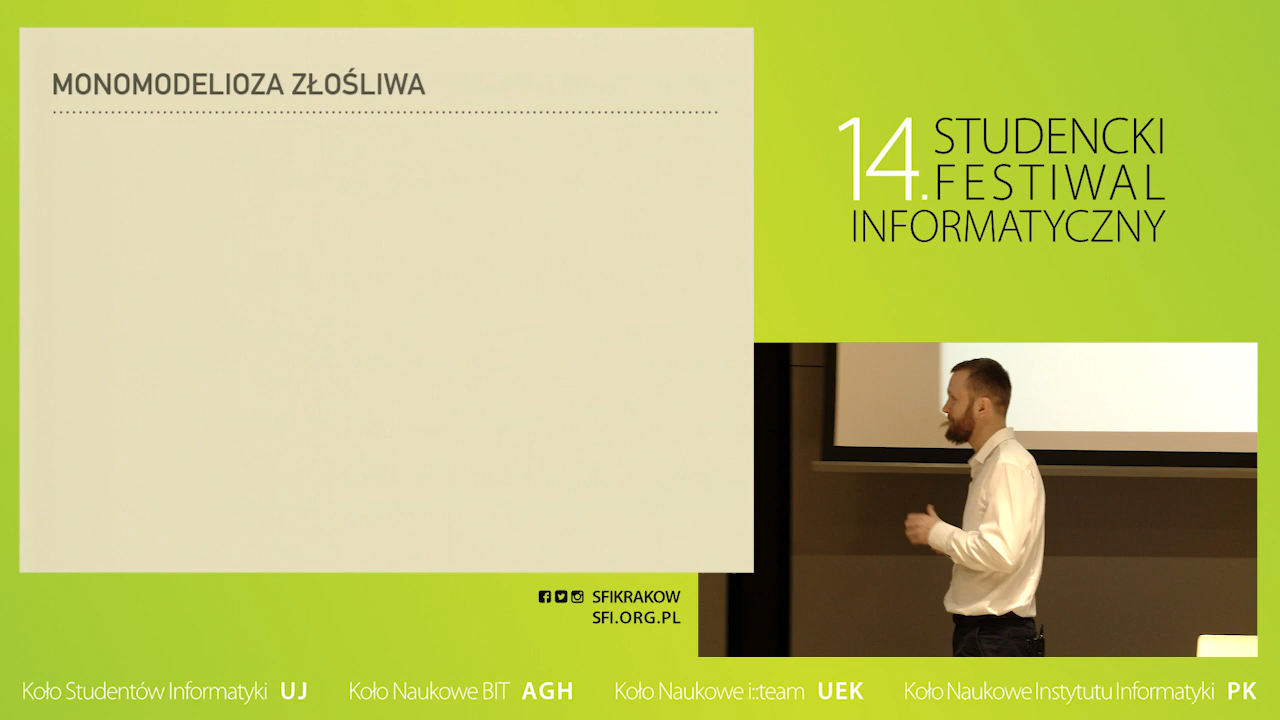 MONOMODELIOZA ZŁOŚLIWA
14. STUDENCKI
FESTIWAL
INFORMATYCZNY
SFIKRAKOW
SFI.ORG.PL
Koło Studentów Informatyki UJ
Koło Naukowe BIT AGH
Koło Naukowe i::team UEK
Koło Naukowe Instytutu Informatyki PK